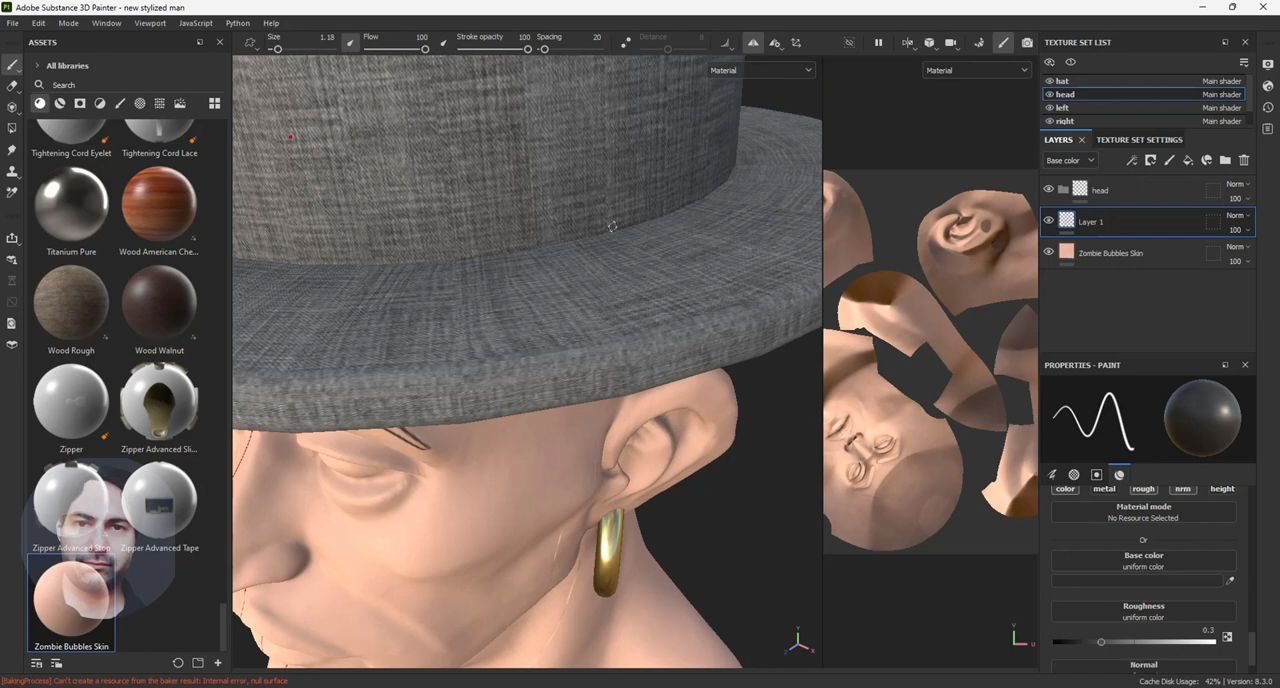 Adobe Substance 3D Painter - new stylized man
File Edit Mode Window Viewport JavaScript Python Help
Size 1.18 Flow 100 Stroke opacity 100 Spacing 20 Distance 8
ASSETS
All libraries
Search
Tightening Cord Eyelet Tightening Cord Lace
Titanium Pure Wood American Che...
Wood Rough Wood Walnut
Zipper Zipper Advanced Sli...
Zipper Advanced Stop Zipper Advanced Tape
Zombie Bubbles Skin
Material
Material
TEXTURE SET LIST
hat Main shader
head Main shader
left Main shader
right Main shader
LAYERS TEXTURE SET SETTINGS
Base color
head Norm 100
Layer 1 Norm 100
Zombie Bubbles Skin Norm 100
PROPERTIES - PAINT
color metal rough nrm height
Material mode
No Resource Selected
Or
Base color
uniform color
Roughness
uniform color
0.3
Normal
[BakingProcess] Can't create a resource from the baker result: Internal error, null surface
Cache Disk Usage: 42% | Version: 8.3.0